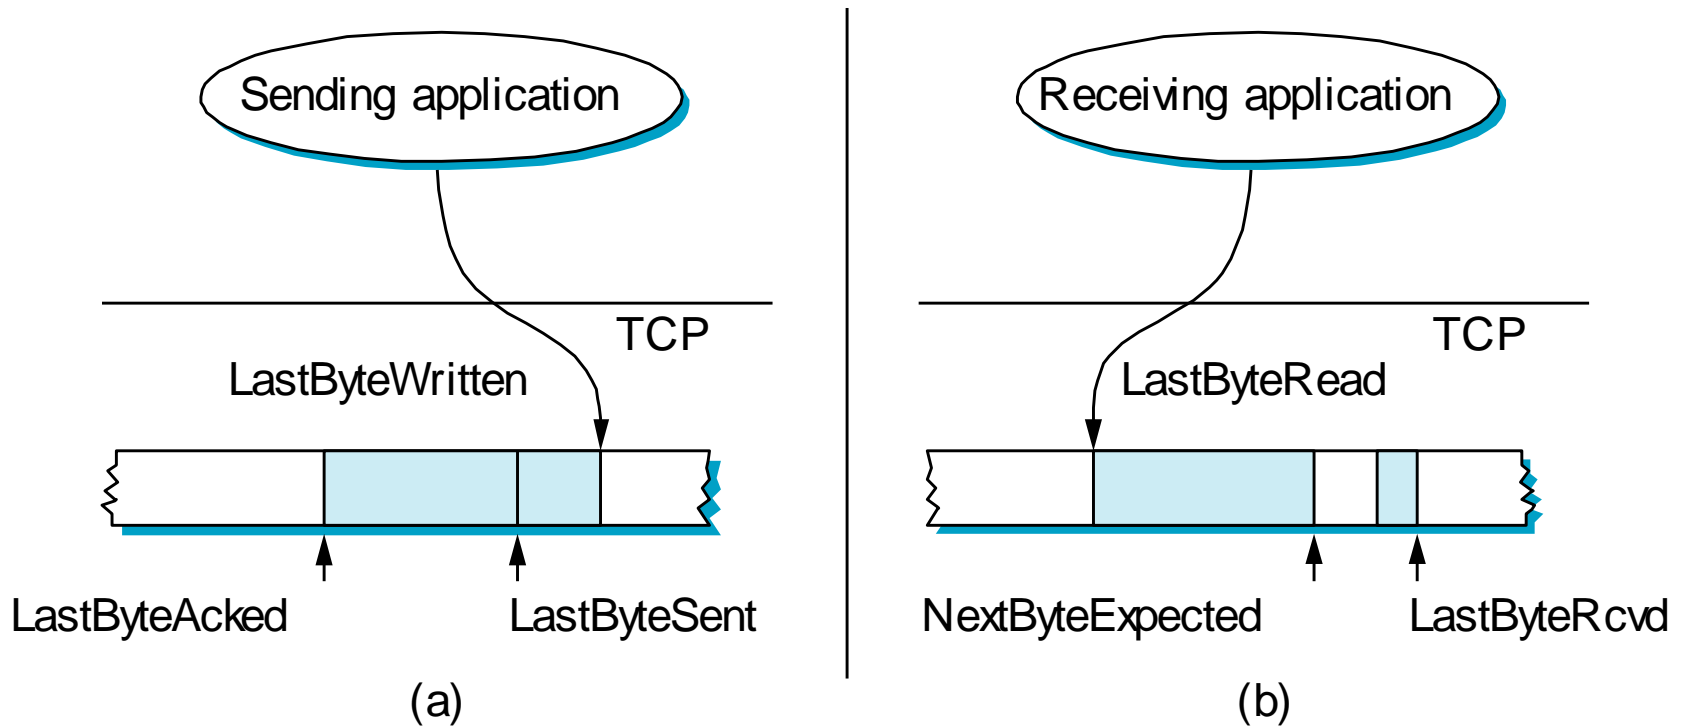 Sending application
TCP
LastByteWritten
LastByteAcked
LastByteSent
(a)
Receiving application
TCP
LastByteRead
NextByteExpected
LastByteRcvd
(b)